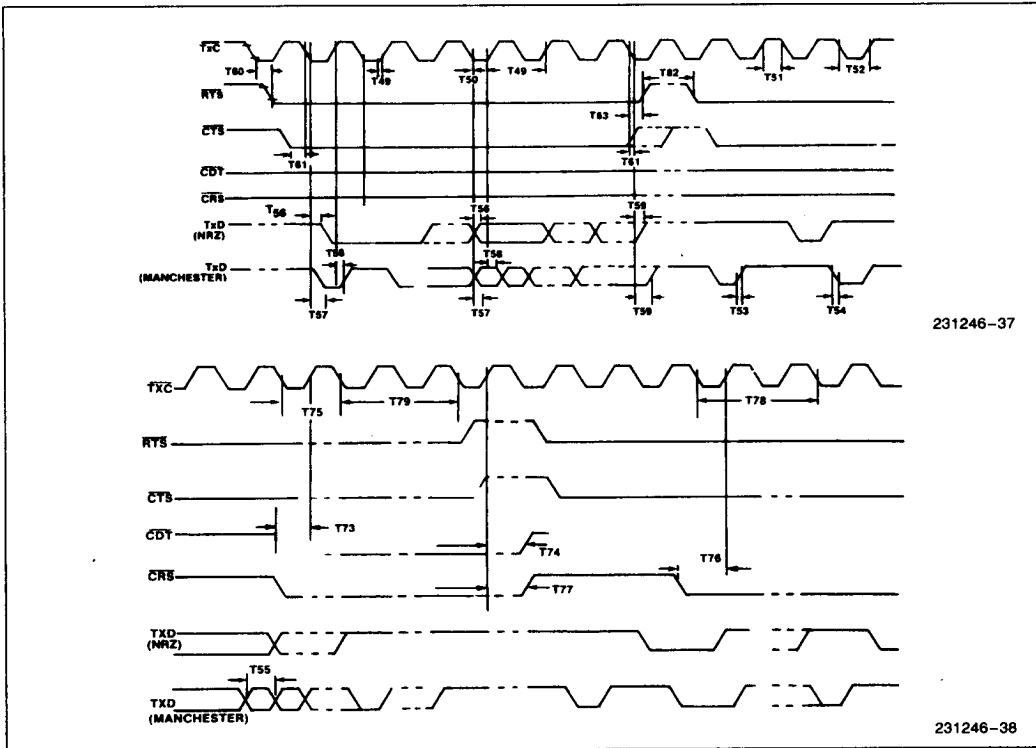 TxC
T60 T49 T50 T49 T51 T52
RTS T82
T63
CTS
T61 T61
CDT
CRS
T56 T56 T59
TxD
(NRZ)
T58 T58
TxD
(MANCHESTER)
T57 T57 T59 T53 T54
231246-37
TXC
T75 T79 T78
RTS
CTS
T73
CDT
T74 T76
CRS
T77
TXD
(NRZ)
T55
TXD
(MANCHESTER)
231246-38